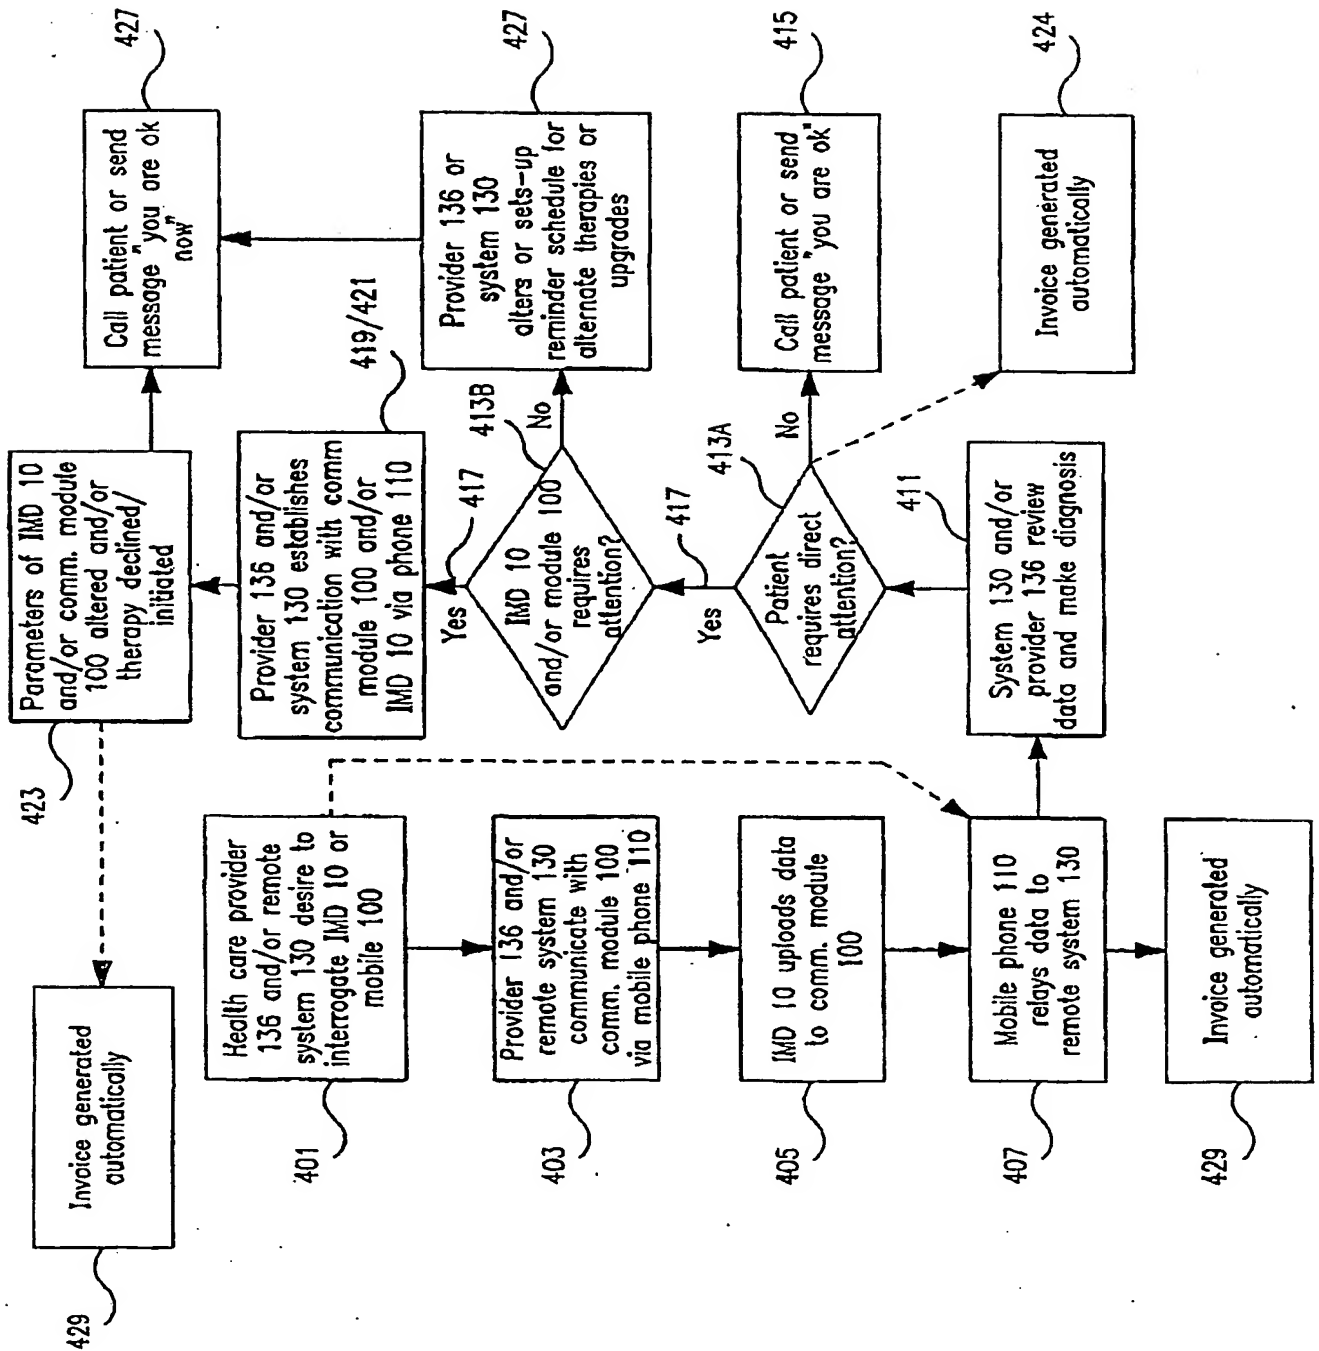 Invoice generated
automatically
429
Parameters of IMD 10
and/or comm. module
100 altered and/or
therapy declined/
initiated
423
Call patient or send
message "you are ok
now"
427
Health care provider
136 and/or remote
system 130 desire to
interrogate IMD 10 or
mobile 100
401
Provider 136 and/or
system 130 establishes
communication with comm
module 100 and/or
IMD 10 via phone 110
419/421
Yes
417
Provider 136 and/or
remote system 130
communicate with
comm. module 100
via mobile phone 110
403
IMD 10
and/or module 100
requires
attention?
413B
No
Provider 136 or
system 130
alters or sets-up
reminder schedule for
alternate therapies or
upgrades
427
Yes
417
IMD 10 uploads data
to comm. module
100
405
Patient
requires direct
attention?
413A
No
Call patient or send
message "you are ok"
415
Mobile phone 110
relays data to
remote system 130
407
System 130 and/or
provider 136 review
data and make diagnosis
411
Invoice generated
automatically
424
Invoice generated
automatically
429